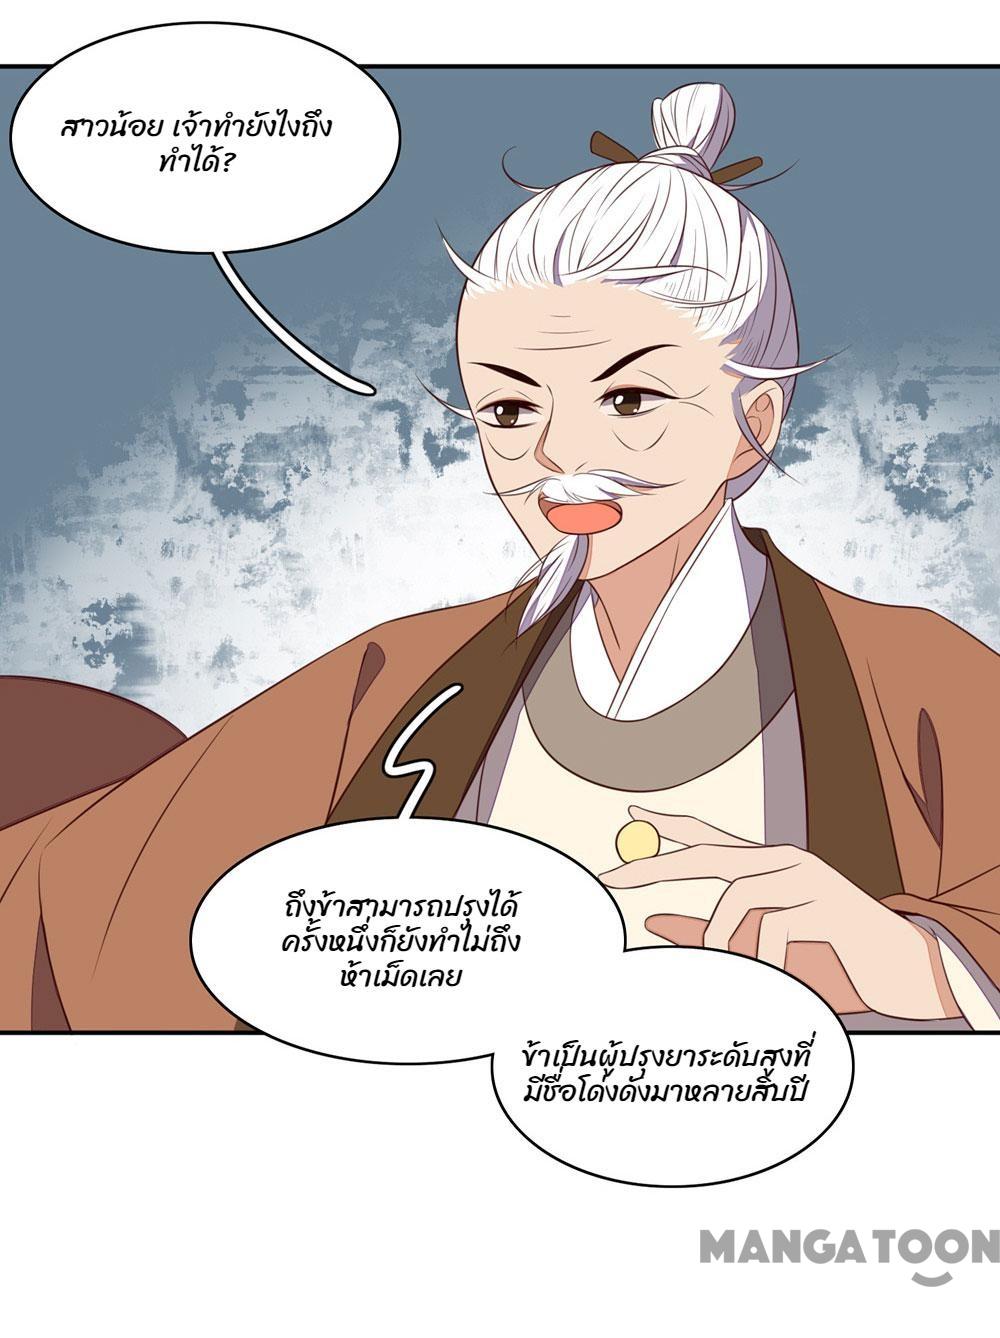 สาวน้อย เจ้าทำยังไงถึง
ทำได้?
ถึงข้าสามารถปรุงได้
ครั้งหนึ่งก็ยังทำไม่ถึง
ห้าเม็ดเลย
ข้าเป็นผู้ปรุงยาระดับสูงที่
มีชื่อโด่งดังมาหลายสิบปี
MANGATOON